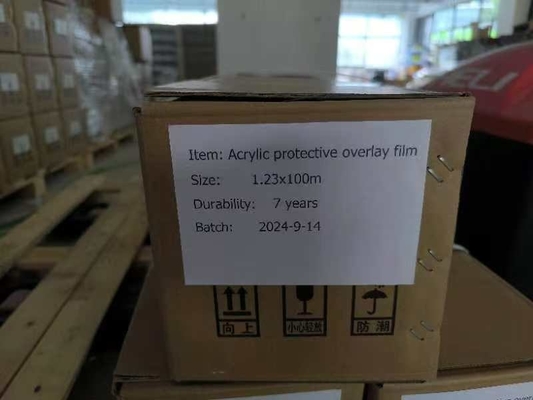 Item: Acrylic protective overlay film
Size: 1.23x100m
Durability: 7 years
Batch: 2024-9-14
向上
小心轻放
防潮